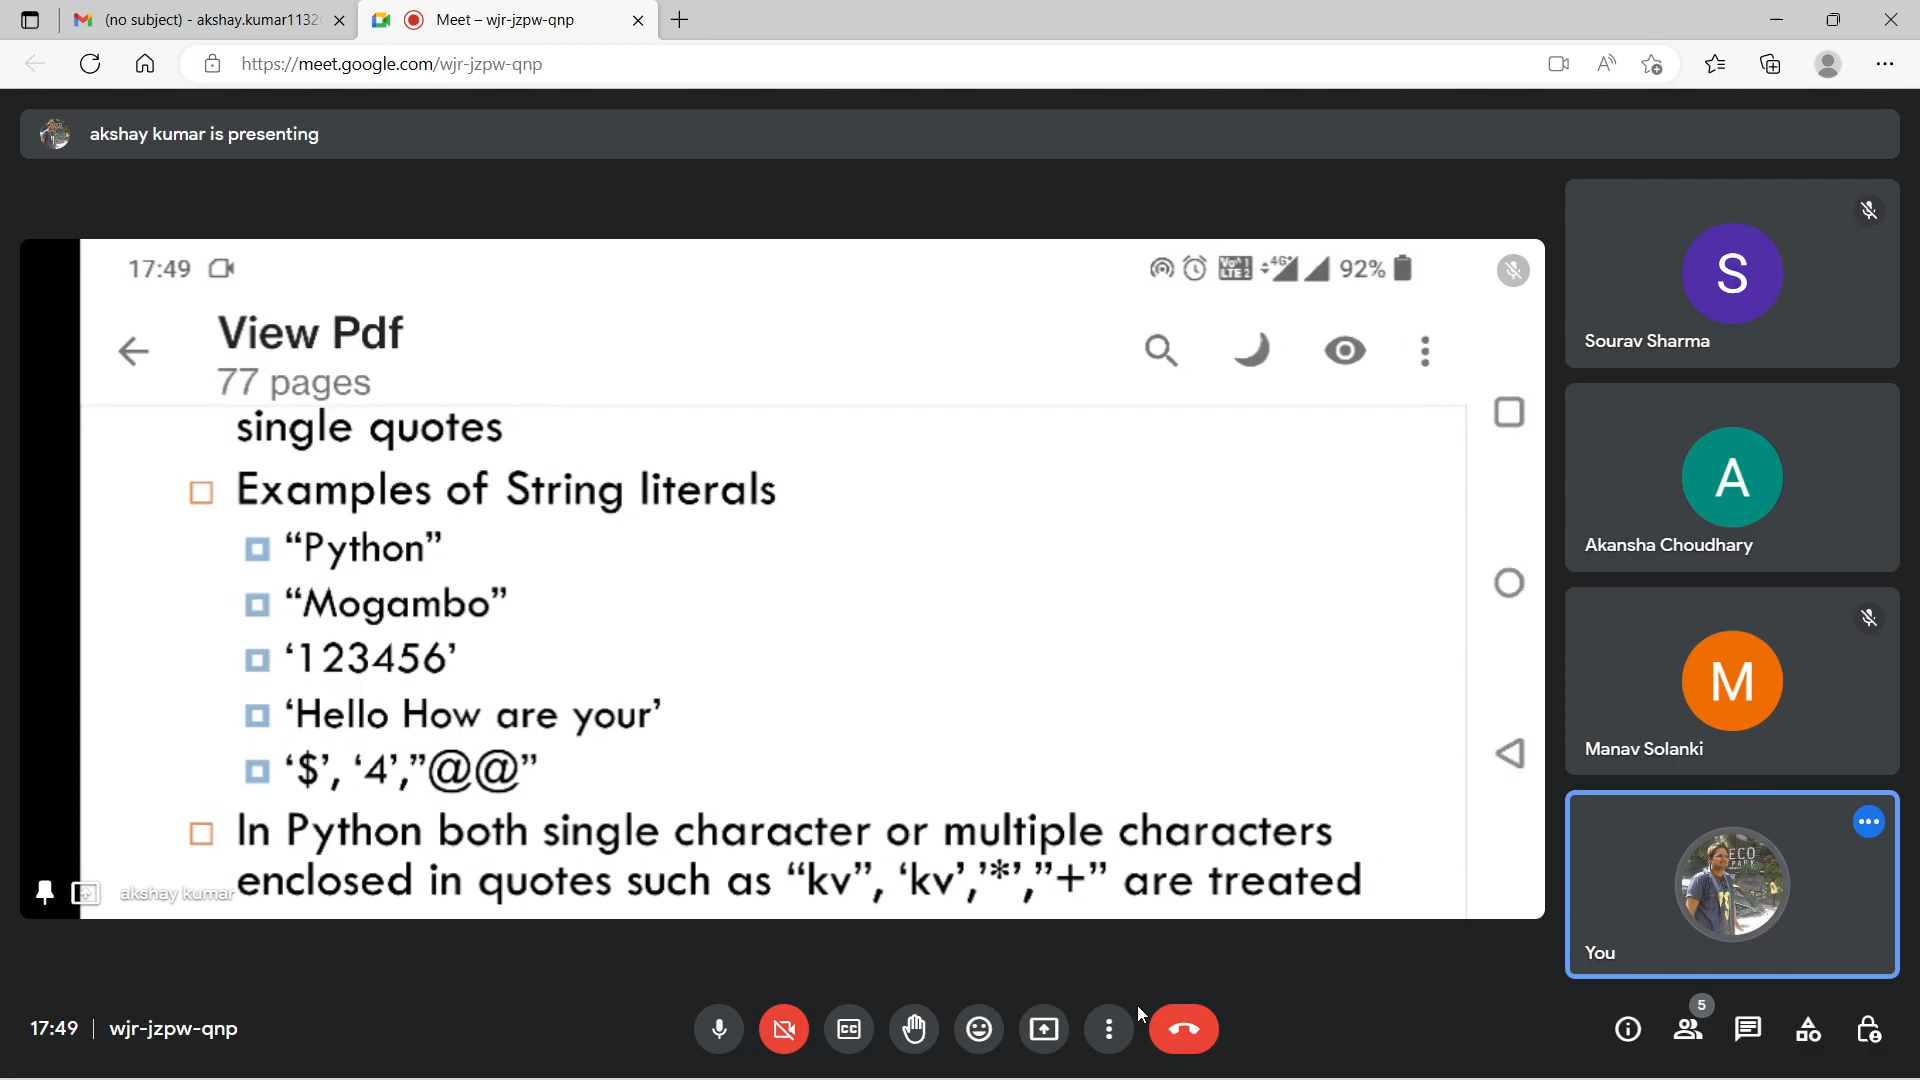 (no subject) - akshay.kumar1132
Meet – wjr-jzpw-qnp
https://meet.google.com/wjr-jzpw-qnp
akshay kumar is presenting
17:49
92%
View Pdf
77 pages
single quotes
Examples of String literals
“Python”
“Mogambo”
‘123456’
‘Hello How are your’
‘$’, ‘4’,”@@”
In Python both single character or multiple characters
enclosed in quotes such as “kv”, ‘kv’,’*’,”+” are treated
akshay kumar
S
Sourav Sharma
A
Akansha Choudhary
M
Manav Solanki
ECO
PARK
You
17:49 | wjr-jzpw-qnp
CC
5